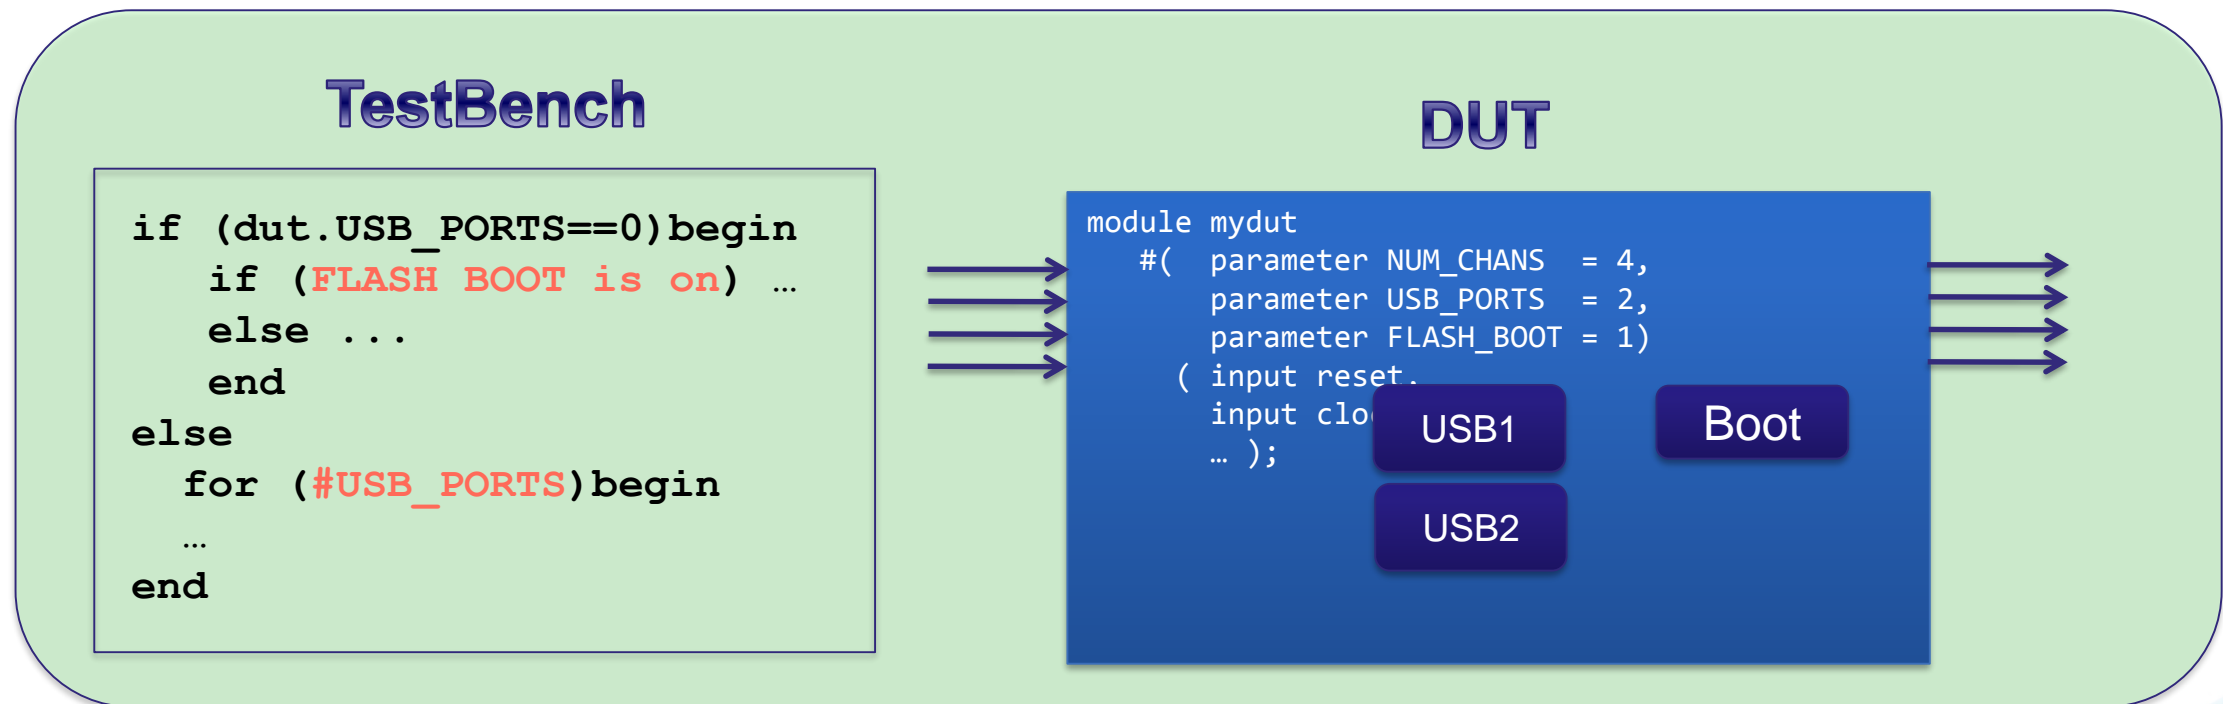 TestBench
if (dut.USB_PORTS==0)begin
if (FLASH BOOT is on) …
else ...
end
else
for (#USB_PORTS)begin
…
end
DUT
module mydut
#( parameter NUM_CHANS = 4,
parameter USB_PORTS = 2,
parameter FLASH_BOOT = 1)
( input reset,
input clo
… );
USB1
Boot
USB2